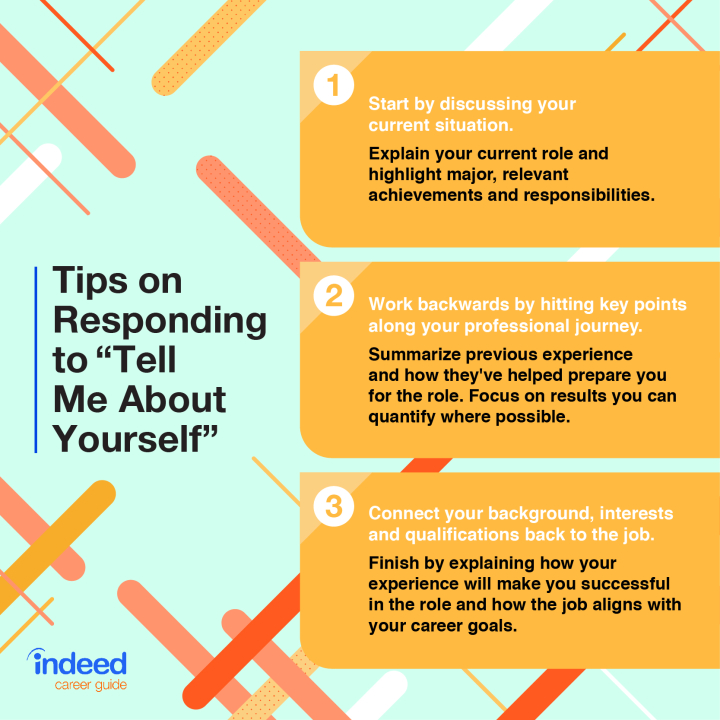 Tips on
Responding
to “Tell
Me About
Yourself”
1
Start by discussing your
current situation.
Explain your current role and
highlight major, relevant
achievements and responsibilities.
2
Work backwards by hitting key points
along your professional journey.
Summarize previous experience
and how they've helped prepare you
for the role. Focus on results you can
quantify where possible.
3
Connect your background, interests
and qualifications back to the job.
Finish by explaining how your
experience will make you successful
in the role and how the job aligns with
your career goals.
indeed
career guide